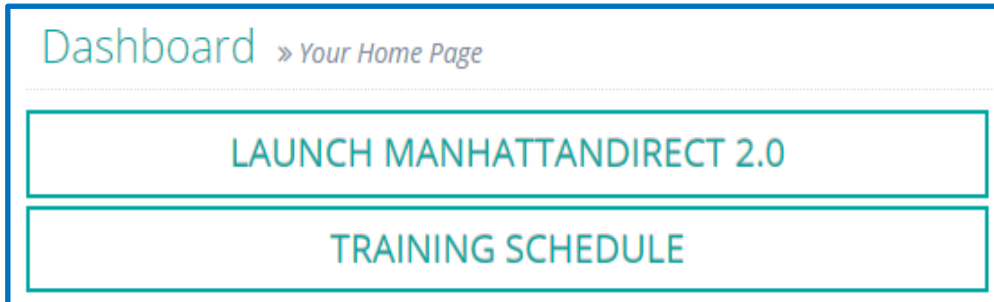 Dashboard » Your Home Page
LAUNCH MANHATTANDIRECT 2.0
TRAINING SCHEDULE